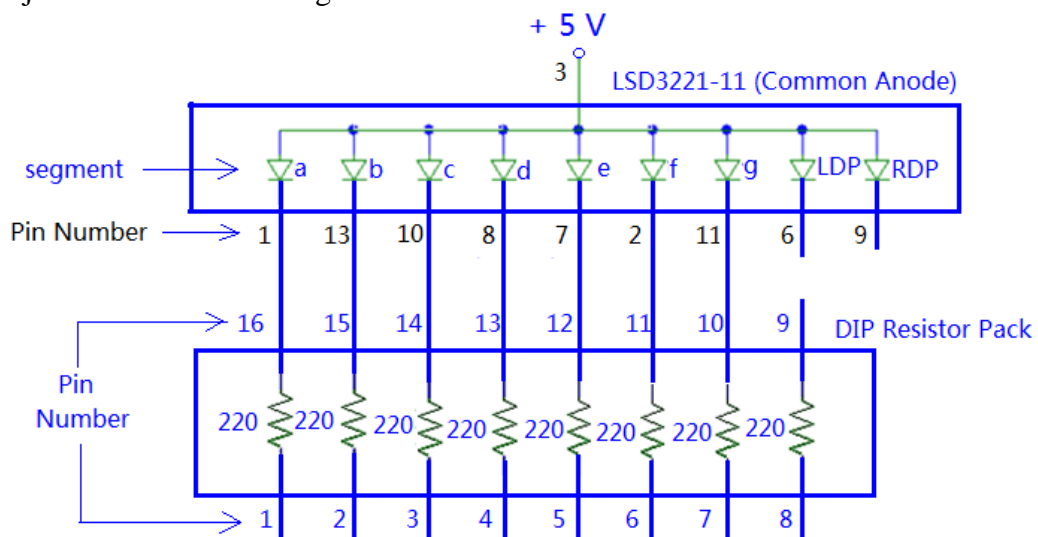 + 5 V
3
LSD3221-11 (Common Anode)
segment
a b c d e f g LDP RDP
Pin Number
1 13 10 8 7 2 11 6 9
16 15 14 13 12 11 10 9
DIP Resistor Pack
Pin
Number
220 220 220 220 220 220 220 220
1 2 3 4 5 6 7 8